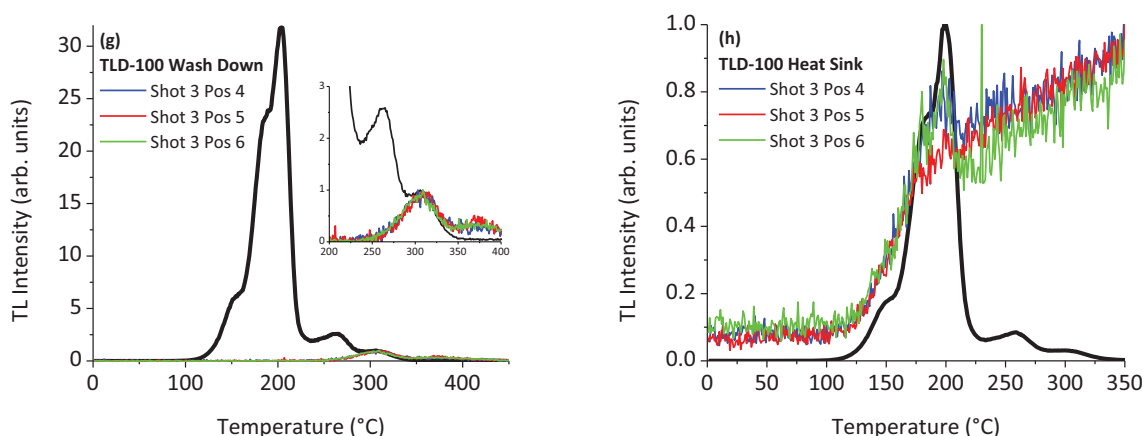 (g)
TLD-100 Wash Down
Shot 3 Pos 4
Shot 3 Pos 5
Shot 3 Pos 6
TL Intensity (arb. units)
30
25
20
15
10
5
0
0 100 200 300 400
Temperature (°C)
3
2
1
0
200 250 300 350 400
(h)
TLD-100 Heat Sink
Shot 3 Pos 4
Shot 3 Pos 5
Shot 3 Pos 6
TL Intensity (arb. units)
1.0
0.8
0.6
0.4
0.2
0.0
0 50 100 150 200 250 300 350
Temperature (°C)